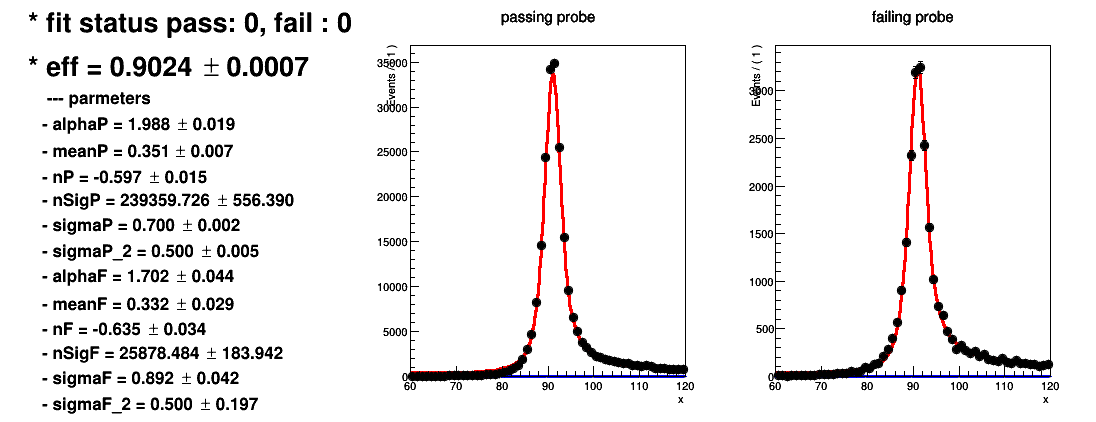 * fit status pass: 0, fail : 0
* eff = 0.9024 ± 0.0007
--- parmeters
- alphaP = 1.988 ± 0.019
- meanP = 0.351 ± 0.007
- nP = -0.597 ± 0.015
- nSigP = 239359.726 ± 556.390
- sigmaP = 0.700 ± 0.002
- sigmaP_2 = 0.500 ± 0.005
- alphaF = 1.702 ± 0.044
- meanF = 0.332 ± 0.029
- nF = -0.635 ± 0.034
- nSigF = 25878.484 ± 183.942
- sigmaF = 0.892 ± 0.042
- sigmaF_2 = 0.500 ± 0.197
passing probe
Events / ( 1 )
35000
30000
25000
20000
15000
10000
5000
0
60 70 80 90 100 110 120
x
failing probe
Events / ( 1 )
3000
2500
2000
1500
1000
500
0
60 70 80 90 100 110 120
x